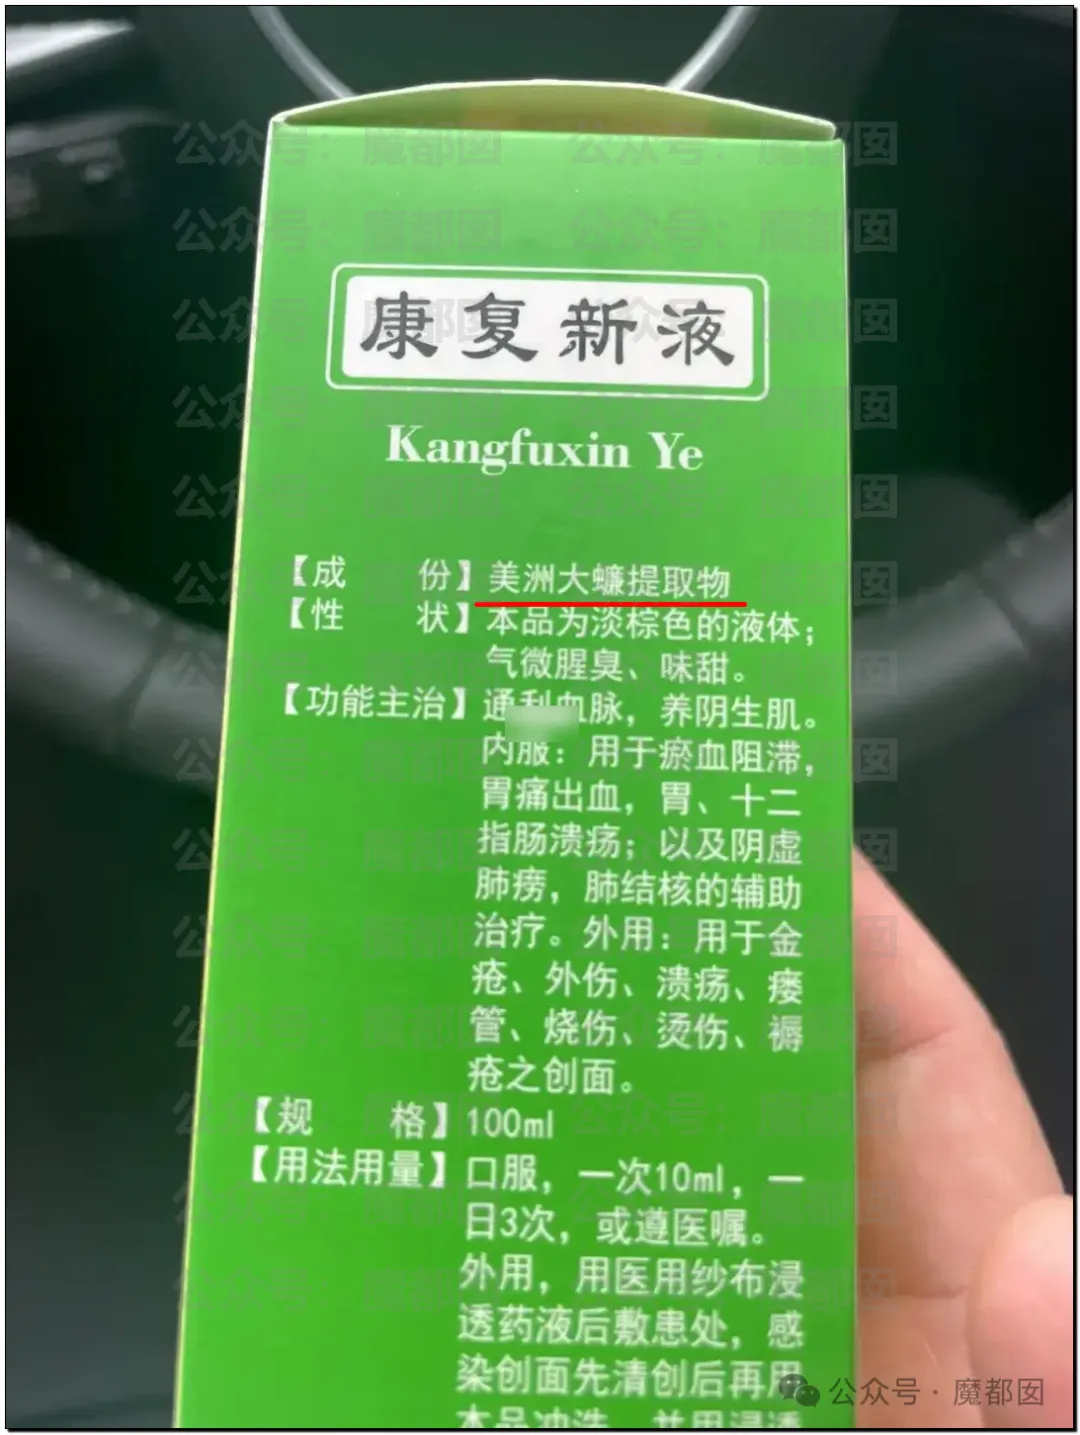 康复新液
Kangfuxin Ye
【成 份】美洲大蠊提取物
【性 状】本品为淡棕色的液体；
气微腥臭、味甜。
【功能主治】通利血脉，养阴生肌。
内服：用于瘀血阻滞，
胃痛出血，胃、十二
指肠溃疡；以及阴虚
肺痨，肺结核的辅助
治疗。外用：用于金
疮、外伤、溃疡、瘘
管、烧伤、烫伤、褥
疮之创面。
【规 格】100ml
【用法用量】口服，一次10ml，一
日3次，或遵医嘱。
外用，用医用纱布浸
透药液后敷患处，感
染创面先清创后再用
本品冲洗，并用浸透
公众号·魔都囡